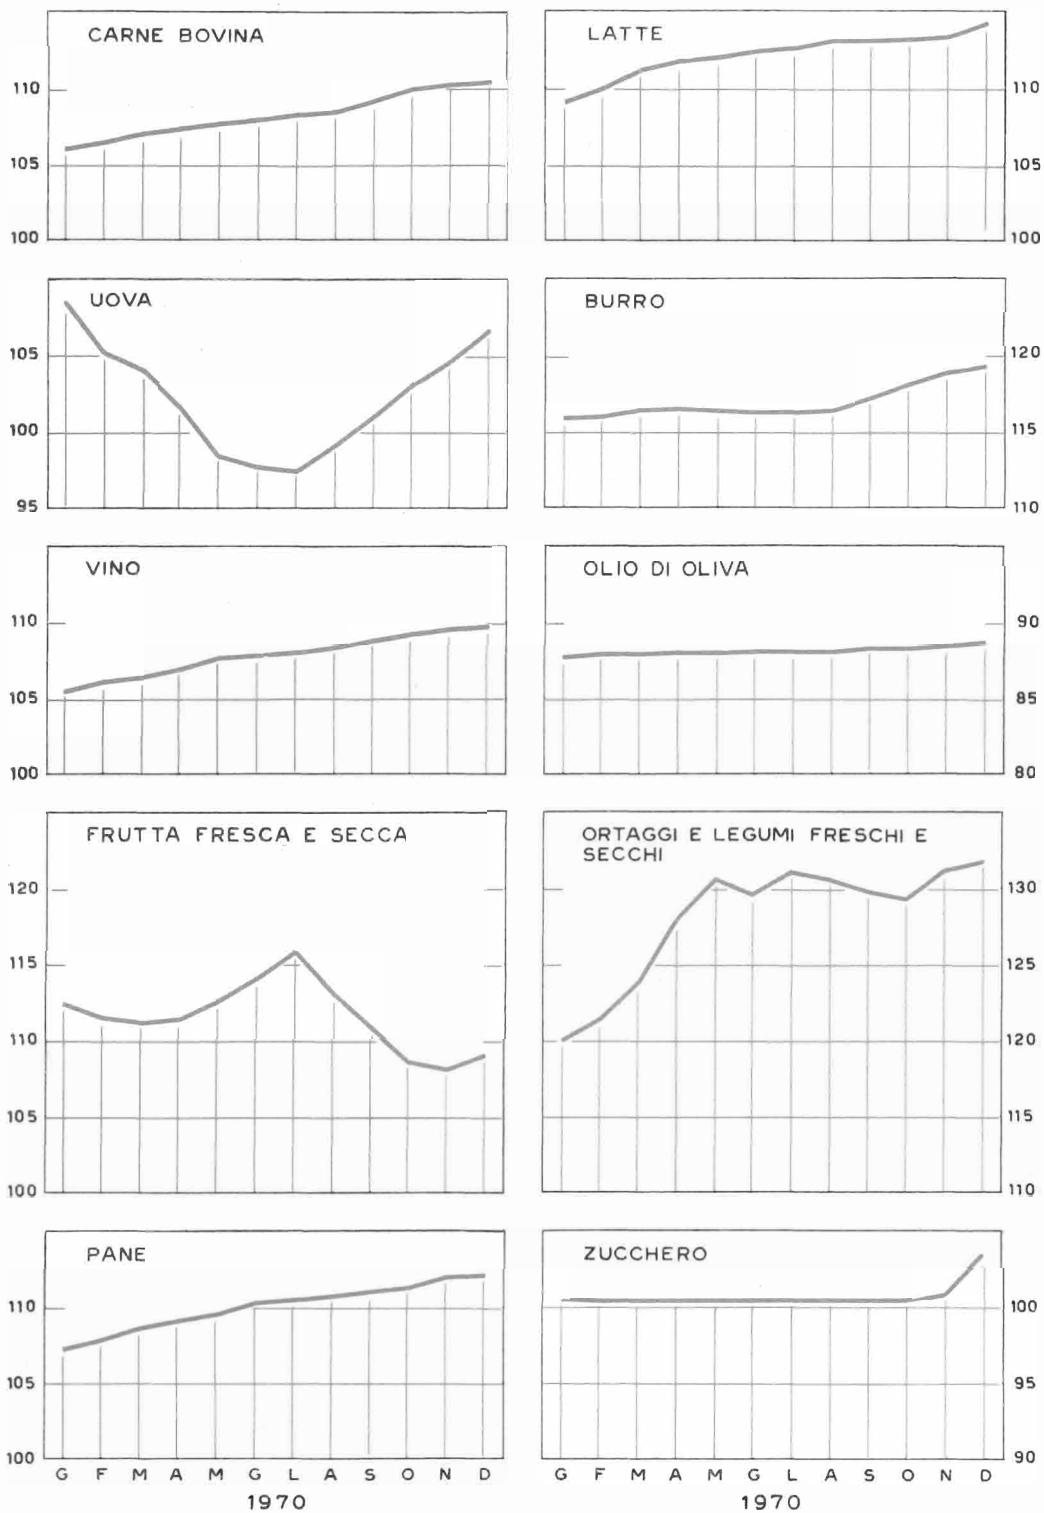 CARNE BOVINA
110
105
100
LATTE
110
105
100
UOVA
105
100
95
BURRO
120
115
110
VINO
110
105
100
OLIO DI OLIVA
90
85
80
FRUTTA FRESCA E SECCA
120
115
110
105
100
ORTAGGI E LEGUMI FRESCHI E
SECCHI
130
125
120
115
110
PANE
110
105
100
G F M A M G L A S O N D
1970
ZUCCHERO
100
95
90
G F M A M G L A S O N D
1970